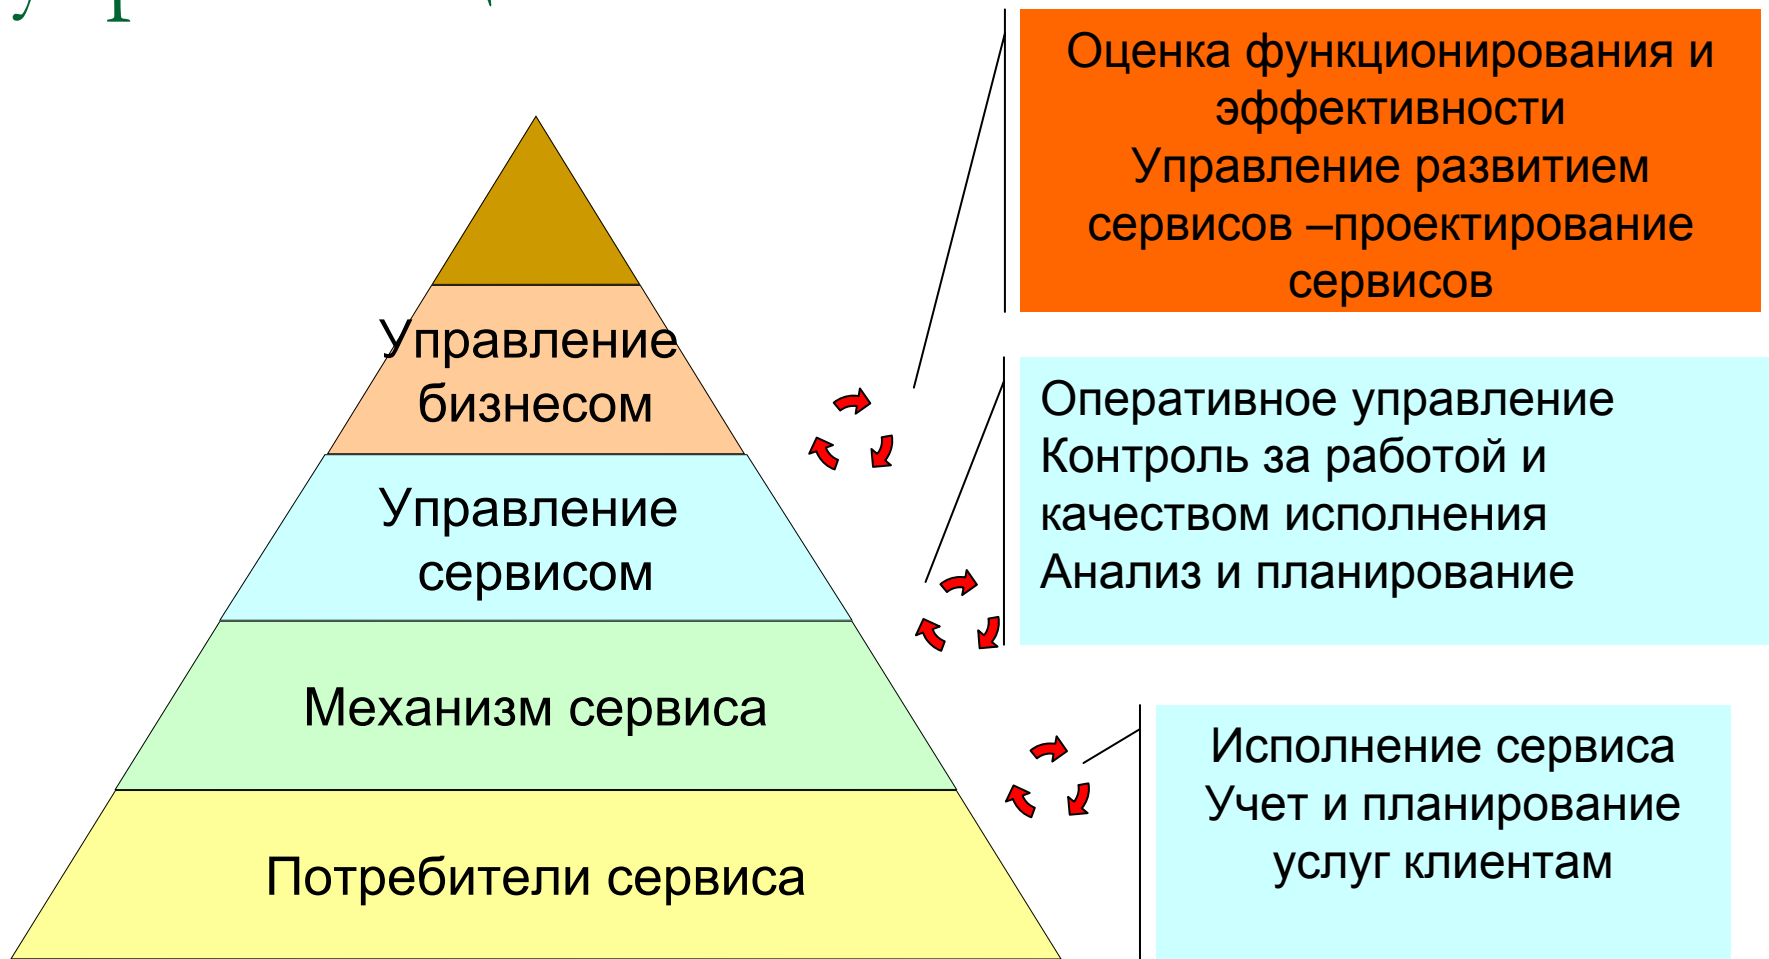 Оценка функционирования и
эффективности
Управление развитием
сервисов –проектирование
сервисов
Управление
бизнесом
Оперативное управление
Контроль за работой и
качеством исполнения
Анализ и планирование
Управление
сервисом
Механизм сервиса
Исполнение сервиса
Учет и планирование
услуг клиентам
Потребители сервиса